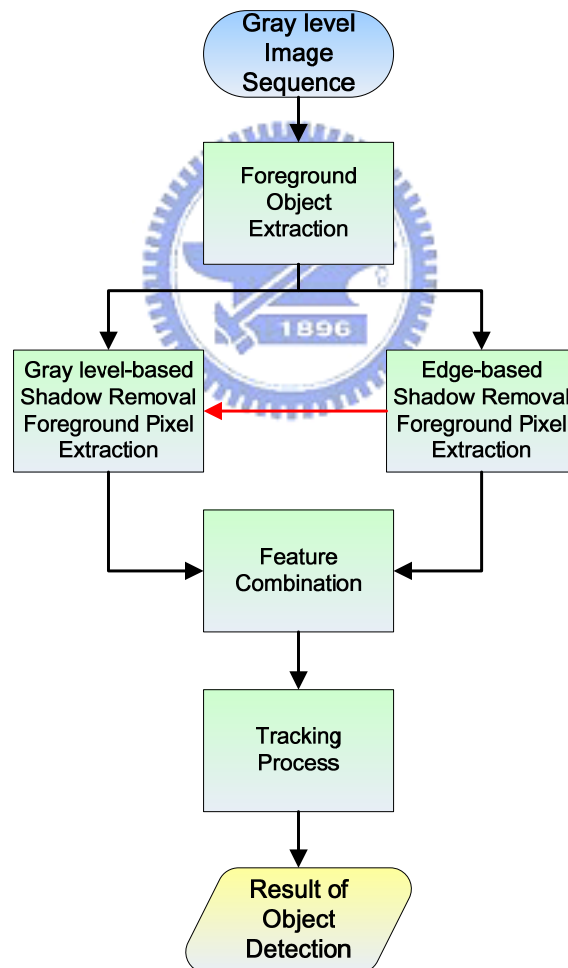 Gray level
Image
Sequence
Foreground
Object
Extraction
1896
Gray level-based
Shadow Removal
Foreground Pixel
Extraction
Edge-based
Shadow Removal
Foreground Pixel
Extraction
Feature
Combination
Tracking
Process
Result of
Object
Detection